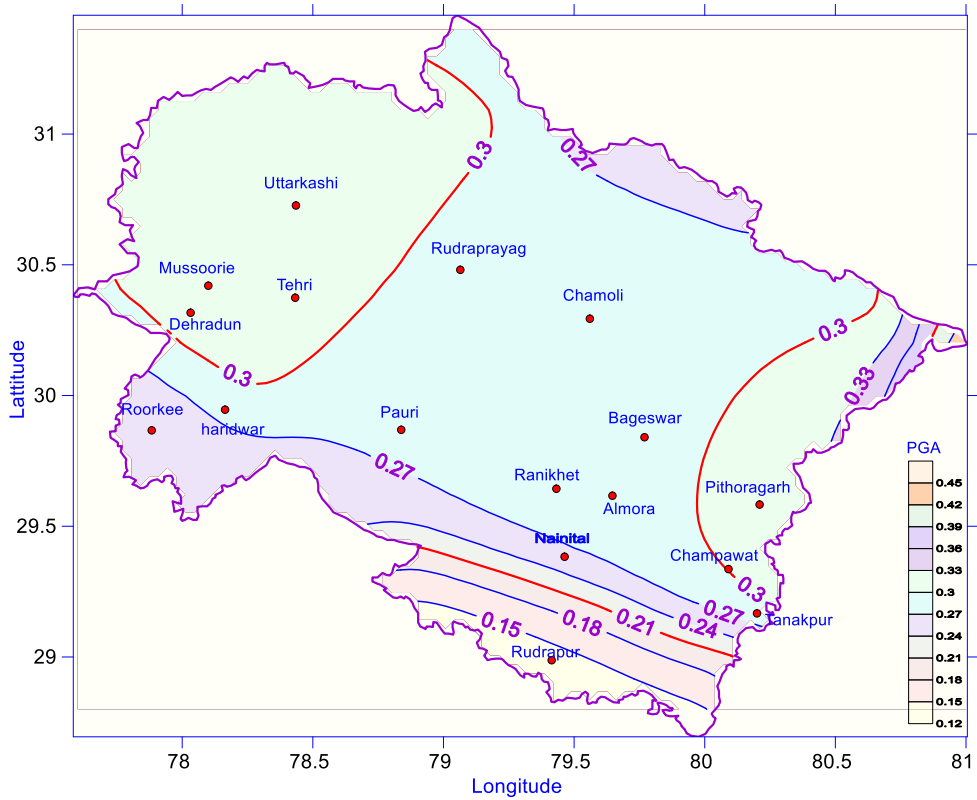 31
0.27
0.3
Uttarkashi
Rudraprayag
30.5
Mussoorie
Tehri
Chamoli
Dehradun
0.3
0.3
0.33
30
Roorkee
haridwar
Pauri
Bageswar
PGA
0.27
Ranikhet
Almora
Pithoragarh
29.5
Nainital
Champawat
0.3
0.27
0.24
Tanakpur
0.21
0.18
0.15
Rudrapur
29
0.45
0.42
0.39
0.36
0.33
0.3
0.27
0.24
0.21
0.18
0.15
0.12
Lattitude
78
78.5
79
79.5
80
80.5
81
Longitude